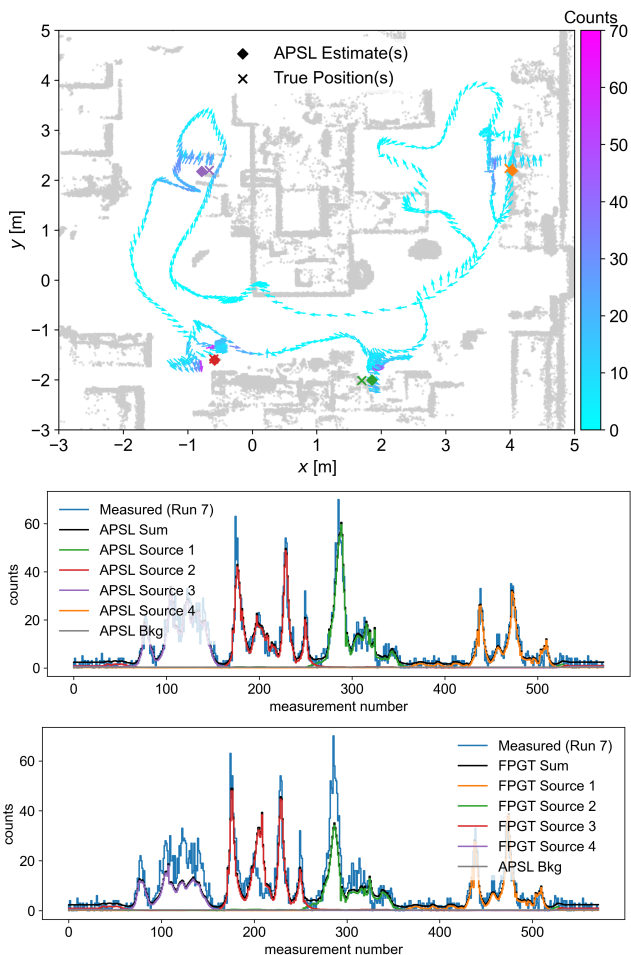 Counts
APSL Estimate(s)
True Position(s)
5
4
3
2
1
0
−1
−2
−3
y [m]
−3 −2 −1 0 1 2 3 4 5
x [m]
70
60
50
40
30
20
10
0
Measured (Run 7)
APSL Sum
APSL Source 1
APSL Source 2
APSL Source 3
APSL Source 4
APSL Bkg
60
40
20
0
counts
0 100 200 300 400 500
measurement number
Measured (Run 7)
FPGT Sum
FPGT Source 1
FPGT Source 2
FPGT Source 3
FPGT Source 4
APSL Bkg
60
40
20
0
counts
0 100 200 300 400 500
measurement number